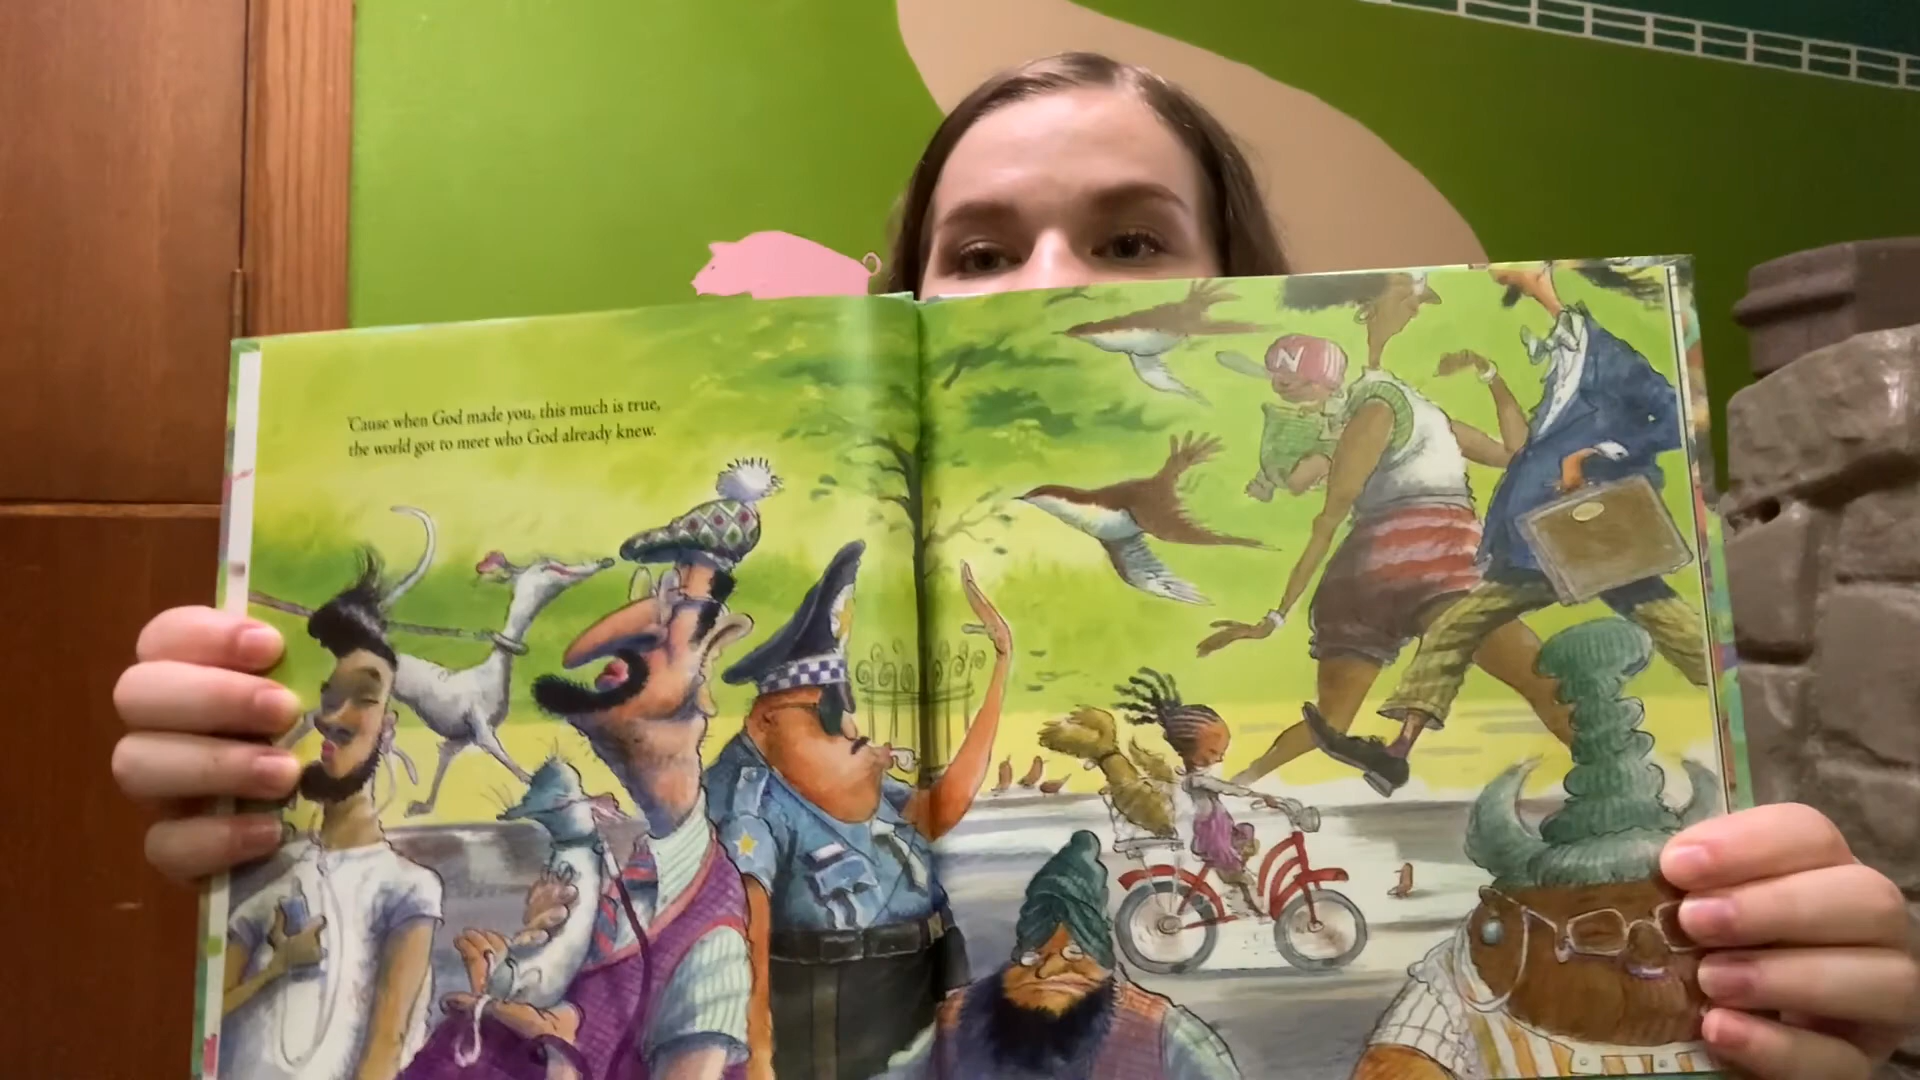 'Cause when God made you, this much is true,
the world got to meet who God already knew.
N